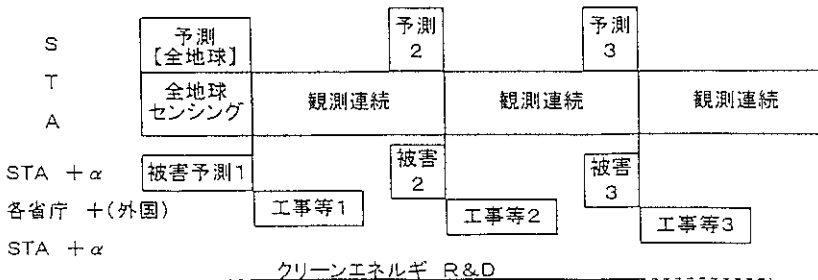 S
T
A
予測
【全地球】
予測
2
予測
3
全地球
センシング
観測連続
観測連続
観測連続
STA +α
被害予測1
被害
2
被害
3
各省庁 +(外国)
工事等1
工事等2
工事等3
STA +α
クリーンエネルギ R&D